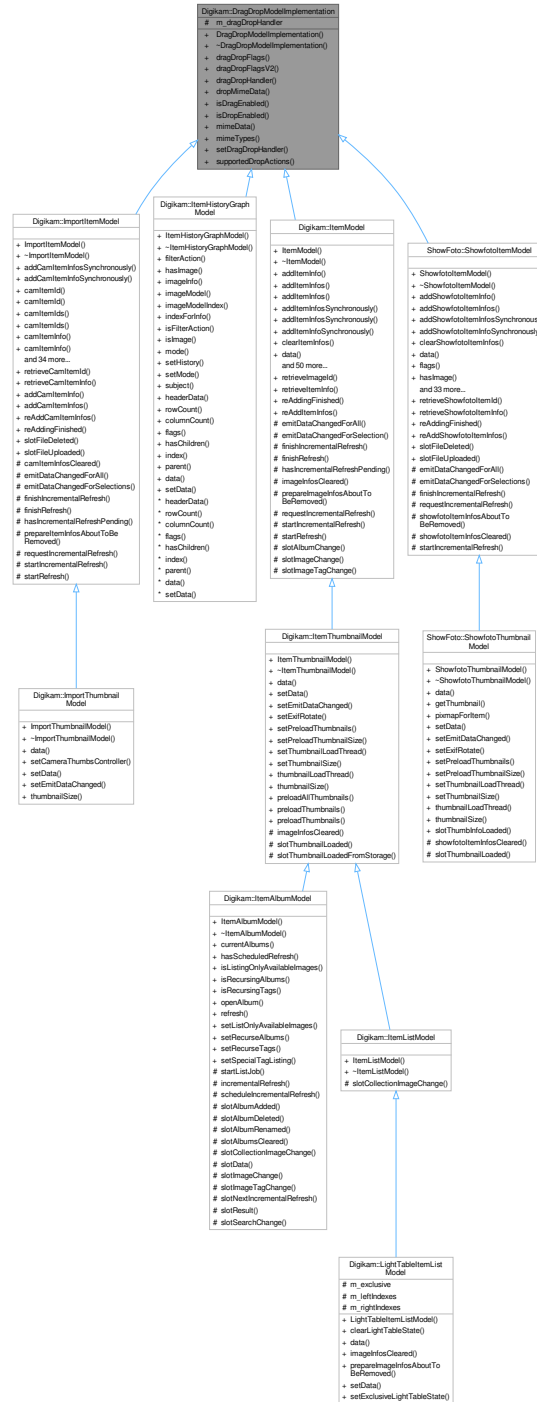 Digikam::DragDropModelImplementation
# m_dragDropHandler
+ DragDropModelImplementation()
+ ~DragDropModelImplementation()
+ dragDropFlags()
+ dragDropFlagsV2()
+ dragDropHandler()
+ dropMimeData()
+ isDragEnabled()
+ isDropEnabled()
+ mimeData()
+ mimeTypes()
+ setDragDropHandler()
+ supportedDropActions()
Digikam::ImportItemModel
+ ImportItemModel()
+ ~ImportItemModel()
+ addCamItemInfosSynchronously()
+ addCamItemInfoSynchronously()
+ camItemId()
+ camItemId()
+ camItemIds()
+ camItemIds()
+ camItemInfo()
+ camItemInfo()
and 34 more...
+ retrieveCamItemId()
+ retrieveCamItemInfo()
+ addCamItemInfo()
+ addCamItemInfos()
+ reAddCamItemInfos()
+ reAddingFinished()
+ slotFileDeleted()
+ slotFileUploaded()
# camItemInfosCleared()
# emitDataChangedForAll()
# emitDataChangedForSelections()
# finishIncrementalRefresh()
# finishRefresh()
# hasIncrementalRefreshPending()
# prepareItemInfosAboutToBe
Removed()
# requestIncrementalRefresh()
# startIncrementalRefresh()
# startRefresh()
Digikam::ItemHistoryGraph
Model
+ ItemHistoryGraphModel()
+ ~ItemHistoryGraphModel()
+ filterAction()
+ hasImage()
+ imageInfo()
+ imageModel()
+ imageModelIndex()
+ indexForInfo()
+ isFilterAction()
+ isImage()
+ mode()
+ setHistory()
+ setMode()
+ subject()
+ headerData()
+ rowCount()
+ columnCount()
+ flags()
+ hasChildren()
+ index()
+ parent()
+ data()
+ setData()
* headerData()
* rowCount()
* columnCount()
* flags()
* hasChildren()
* index()
* parent()
* data()
* setData()
Digikam::ItemModel
+ ItemModel()
+ ~ItemModel()
+ addItemInfo()
+ addItemInfos()
+ addItemInfos()
+ addItemInfosSynchronously()
+ addItemInfosSynchronously()
+ addItemInfoSynchronously()
+ clearItemInfos()
+ data()
and 50 more...
+ retrieveImageId()
+ retrieveItemInfo()
+ reAddingFinished()
+ reAddItemInfos()
# emitDataChangedForAll()
# emitDataChangedForSelection()
# finishIncrementalRefresh()
# finishRefresh()
# hasIncrementalRefreshPending()
# imageInfosCleared()
# prepareImageInfosAboutTo
BeRemoved()
# requestIncrementalRefresh()
# startIncrementalRefresh()
# startRefresh()
# slotAlbumChange()
# slotImageChange()
# slotImageTagChange()
ShowFoto::ShowfotoItemModel
+ ShowfotoItemModel()
+ ~ShowfotoItemModel()
+ addShowfotoItemInfo()
+ addShowfotoItemInfos()
+ addShowfotoItemInfosSynchronously()
+ addShowfotoItemInfoSynchronously()
+ clearShowfotoItemInfos()
+ data()
+ flags()
+ hasImage()
and 33 more...
+ retrieveShowfotoItemId()
+ retrieveShowfotoItemInfo()
+ reAddingFinished()
+ reAddShowfotoItemInfos()
+ slotFileDeleted()
+ slotFileUploaded()
# emitDataChangedForAll()
# emitDataChangedForSelections()
# finishIncrementalRefresh()
# requestIncrementalRefresh()
# showfotoItemInfosAboutTo
BeRemoved()
# showfotoItemInfosCleared()
# startIncrementalRefresh()
Digikam::ImportThumbnail
Model
+ ImportThumbnailModel()
+ ~ImportThumbnailModel()
+ data()
+ setCameraThumbsController()
+ setData()
+ setEmitDataChanged()
+ thumbnailSize()
Digikam::ItemThumbnailModel
+ ItemThumbnailModel()
+ ~ItemThumbnailModel()
+ data()
+ setData()
+ setEmitDataChanged()
+ setExifRotate()
+ setPreloadThumbnails()
+ setPreloadThumbnailSize()
+ setThumbnailLoadThread()
+ setThumbnailSize()
+ thumbnailLoadThread()
+ thumbnailSize()
+ preloadAllThumbnails()
+ preloadThumbnails()
+ preloadThumbnails()
# imageInfosCleared()
# slotThumbnailLoaded()
# slotThumbnailLoadedFromStorage()
ShowFoto::ShowfotoThumbnail
Model
+ ShowfotoThumbnailModel()
+ ~ShowfotoThumbnailModel()
+ data()
+ getThumbnail()
+ pixmapForItem()
+ setData()
+ setEmitDataChanged()
+ setExifRotate()
+ setPreloadThumbnails()
+ setPreloadThumbnailSize()
+ setThumbnailLoadThread()
+ setThumbnailSize()
+ thumbnailLoadThread()
+ thumbnailSize()
+ slotThumbInfoLoaded()
# showfotoItemInfosCleared()
# slotThumbnailLoaded()
Digikam::ItemAlbumModel
+ ItemAlbumModel()
+ ~ItemAlbumModel()
+ currentAlbums()
+ hasScheduledRefresh()
+ isListingOnlyAvailableImages()
+ isRecursingAlbums()
+ isRecursingTags()
+ openAlbum()
+ refresh()
+ setListOnlyAvailableImages()
+ setRecurseAlbums()
+ setRecurseTags()
+ setSpecialTagListing()
# startListJob()
# incrementalRefresh()
# scheduleIncrementalRefresh()
# slotAlbumAdded()
# slotAlbumDeleted()
# slotAlbumRenamed()
# slotAlbumsCleared()
# slotCollectionImageChange()
# slotData()
# slotImageChange()
# slotImageTagChange()
# slotNextIncrementalRefresh()
# slotResult()
# slotSearchChange()
Digikam::ItemListModel
+ ItemListModel()
+ ~ItemListModel()
# slotCollectionImageChange()
Digikam::LightTableItemList
Model
# m_exclusive
# m_leftIndexes
# m_rightIndexes
+ LightTableItemListModel()
+ clearLightTableState()
+ data()
+ imageInfosCleared()
+ prepareImageInfosAboutTo
BeRemoved()
+ setData()
+ setExclusiveLightTableState()